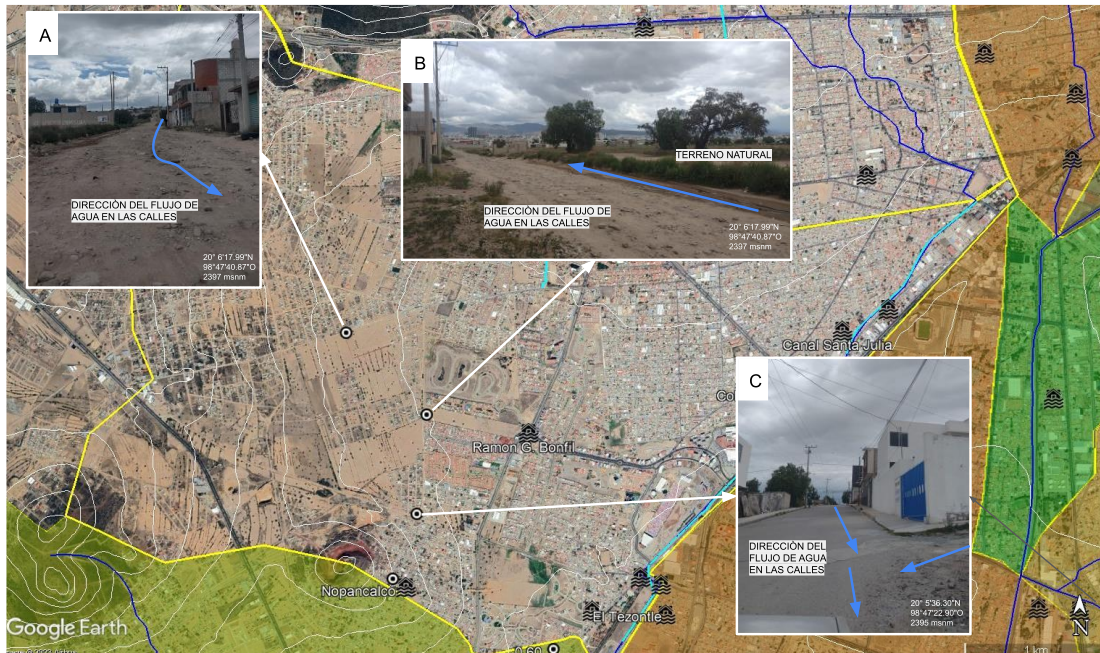 A
DIRECCIÓN DEL FLUJO DE
AGUA EN LAS CALLES
20° 6'17.99"N
98°47'40.87"O
2397 msnm
B
TERRENO NATURAL
DIRECCIÓN DEL FLUJO DE
AGUA EN LAS CALLES
20° 6'17.99"N
98°47'40.87"O
2397 msnm
Canal Santa Julia
C
DIRECCIÓN DEL
FLUJO DE AGUA
EN LAS CALLES
20° 5'36.30"N
98°47'22.90"O
2395 msnm
Ramon G. Bonfil
Nopancalco
El Tezontle
Google Earth
N
1 km